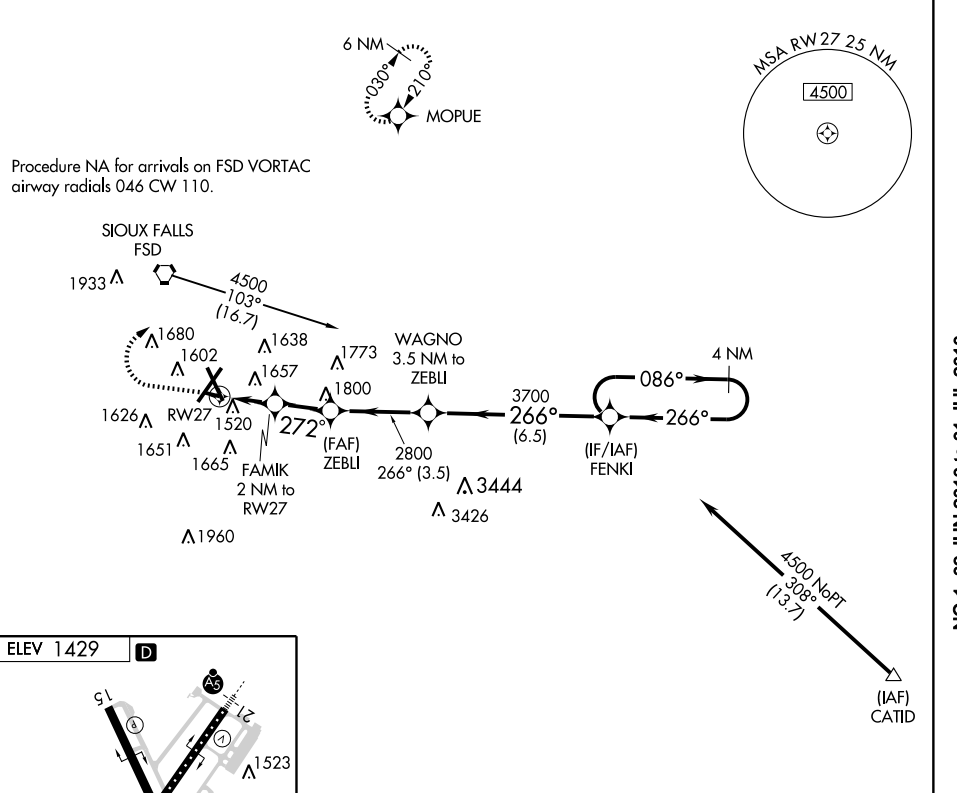 6 NM
030°
210°
MOPUE
MSA RW27 25 NM
4500
Procedure NA for arrivals on FSD VORTAC
airway radials 046 CW 110.
SIOUX FALLS
FSD
1933
4500
103°
(16.7)
1680
1638
1602
1773
1657
1800
WAGNO
3.5 NM to
ZEBLI
4 NM
086°
3700
266°
(6.5)
266°
1626
RW27
1520
272°
1651
1665
(FAF)
ZEBLI
2800
266° (3.5)
(IF/IAF)
FENKI
FAMIK
2 NM to
RW27
3444
3426
1960
4500 NoPT
308°
(13.7)
(IAF)
CATID
ELEV 1429
D
A5
15
21
P
V
1523